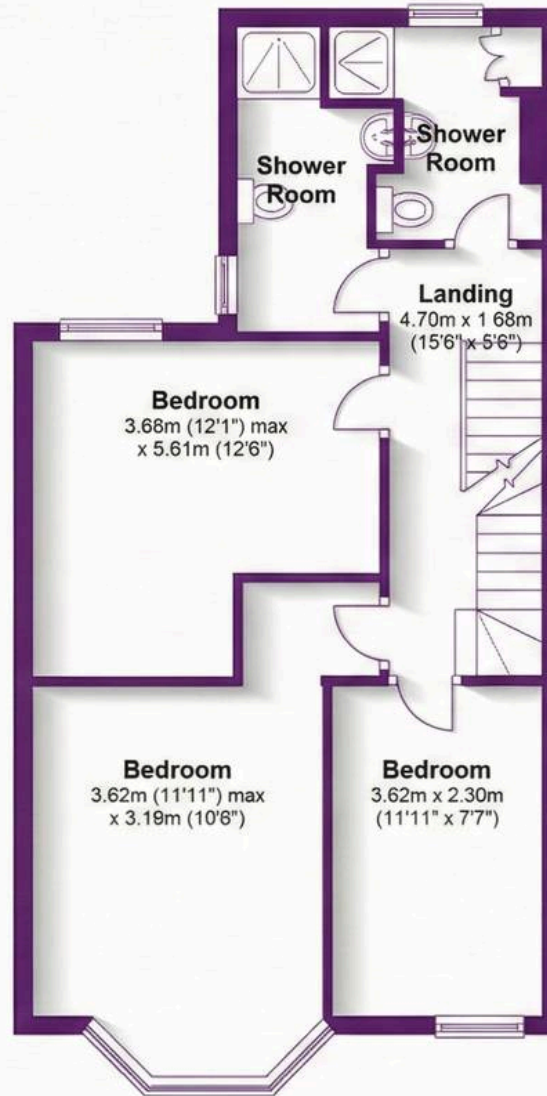 Shower
Room
Shower
Room
Landing
4.70m x 1 68m
(15'6" x 5'6")
Bedroom
3.68m (12'1") max
x 5.61m (12'6")
Bedroom
3.62m (11'11") max
x 3.19m (10'6")
Bedroom
3.62m x 2.30m
(11'11" x 7'7")